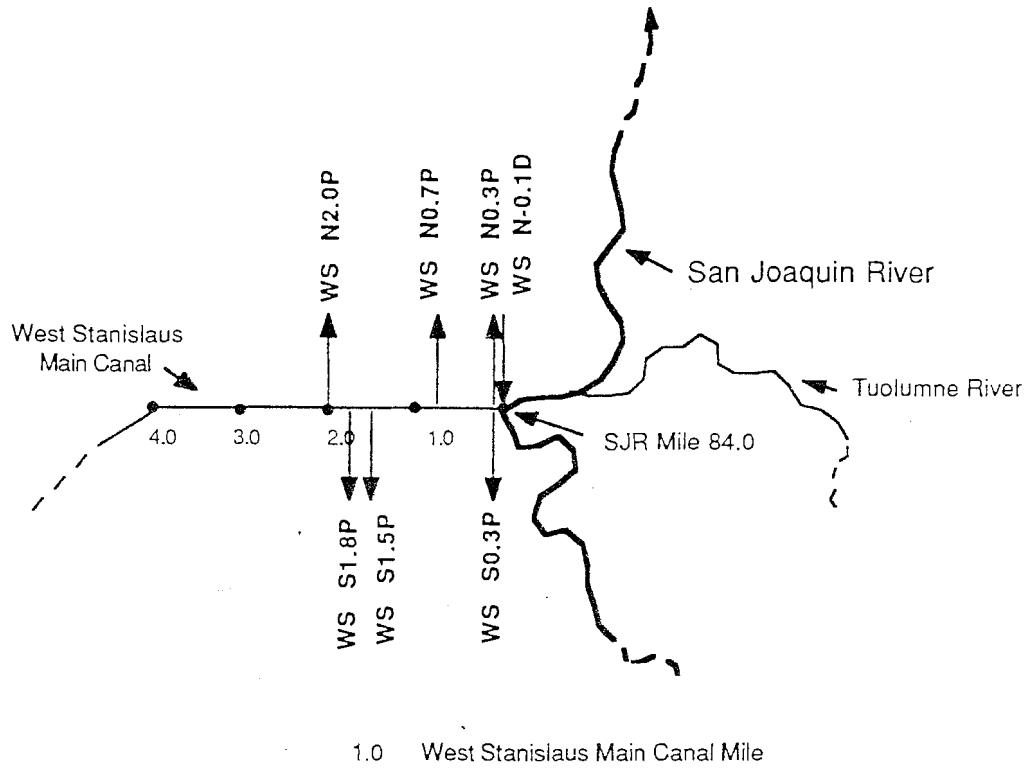 WS N2.0P
WS N0.7P
WS N0.3P
WS N-0.1D
San Joaquin River
West Stanislaus
Main Canal
Tuolumne River
4.0
3.0
2.0
1.0
SJR Mile 84.0
WS S1.8P
WS S1.5P
WS S0.3P
1.0 West Stanislaus Main Canal Mile